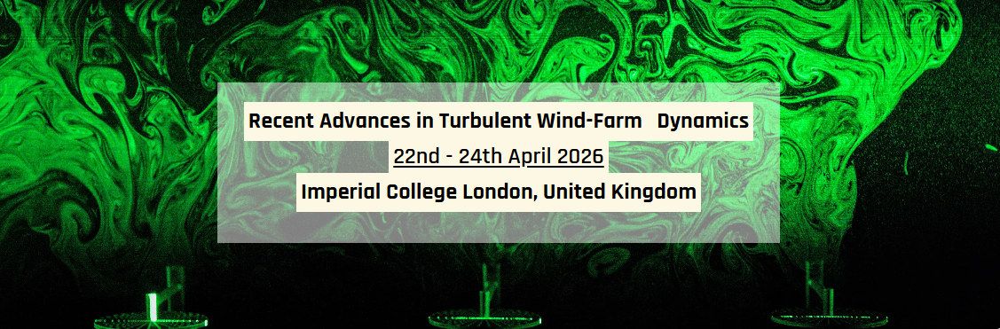 Recent Advances in Turbulent Wind-Farm Dynamics
22nd - 24th April 2026
Imperial College London, United Kingdom